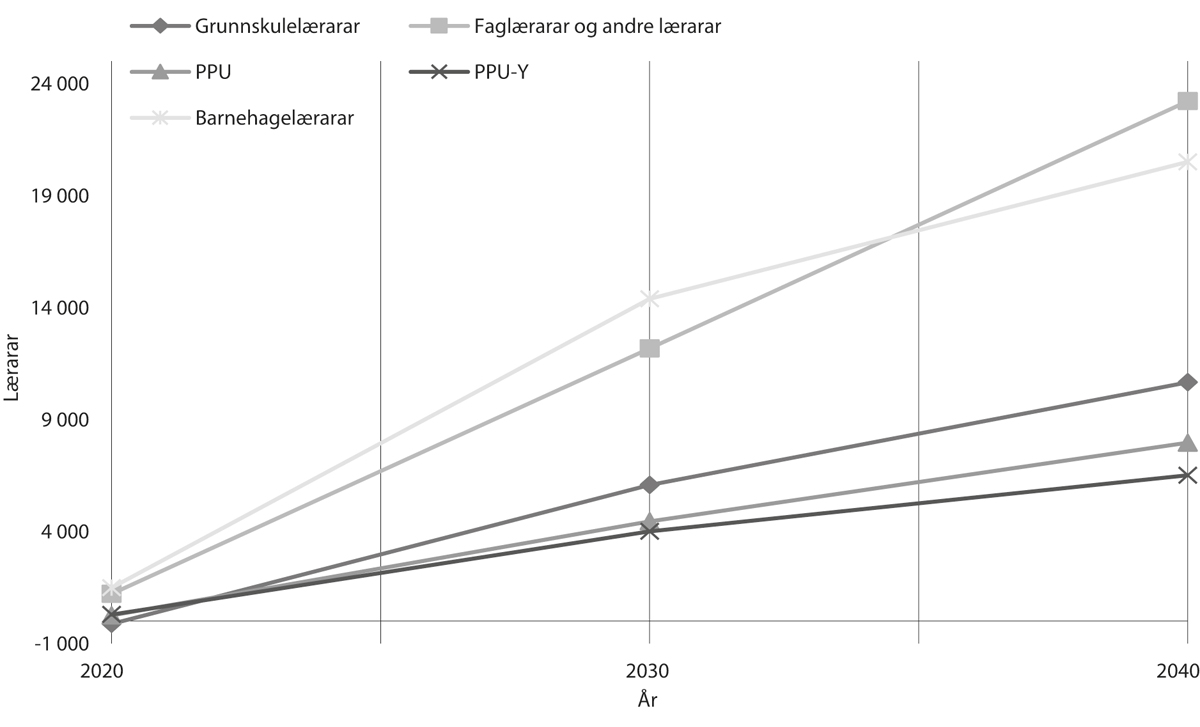 Grunnskulelærarar
Faglærarar og andre lærarar
PPU
PPU-Y
Barnehagelærarar
24 000
19 000
14 000
9 000
4 000
-1 000
Lærarar
2020
2030
2040
År